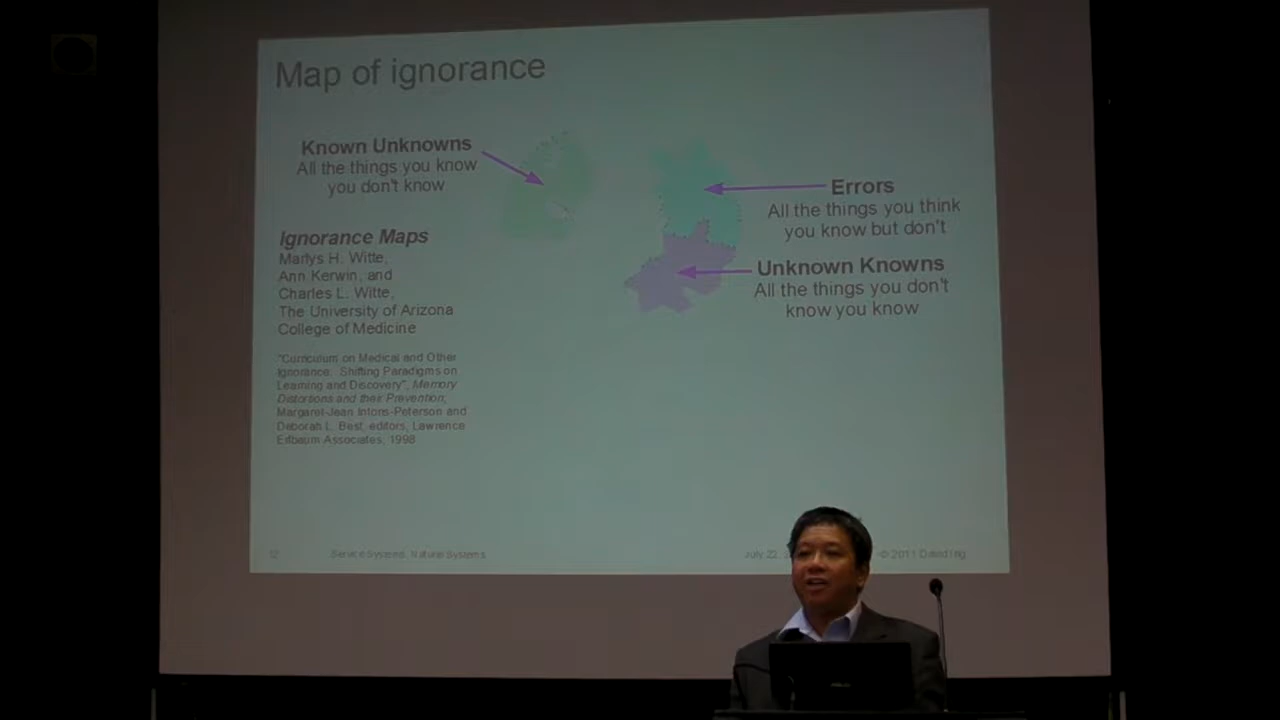 Map of ignorance
Known Unknowns
All the things you know
you don't know
Errors
All the things you think
you know but don't
Unknown Knowns
All the things you don't
know you know
Ignorance Maps
Marlys H. Witte,
Ann Kerwin, and
Charles L. Witte,
The University of Arizona
College of Medicine
"Curriculum on Medical and Other
Ignorance: Shifting Paradigms on
Learning and Discovery", Memory
Distortions and their Prevention,
Margaret-Jean Intons-Peterson and
Deborah L. Best, editors, Lawrence
Erlbaum Associates, 1998
12 Service Systems, Natural Systems July 22, © 2011 David Ing